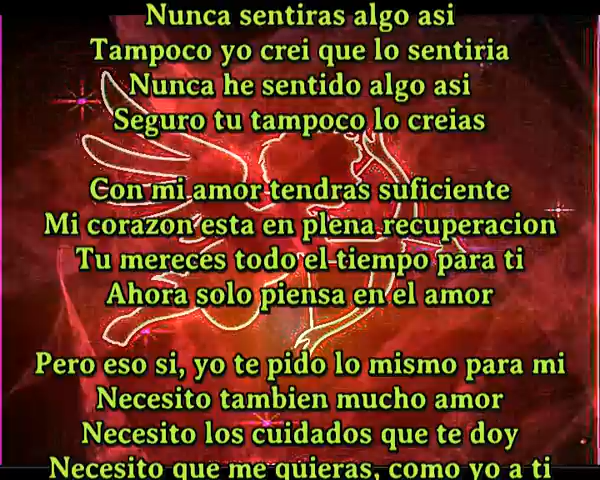 Nunca sentiras algo asi
Tampoco yo crei que lo sentiria
Nunca he sentido algo asi
Seguro tu tampoco lo creias
Con mi amor tendras suficiente
Mi corazon esta en plena recuperacion
Tu mereces todo el tiempo para ti
Ahora solo piensa en el amor
Pero eso si, yo te pido lo mismo para mi
Necesito tambien mucho amor
Necesito los cuidados que te doy
Necesito que me quieras, como yo a ti